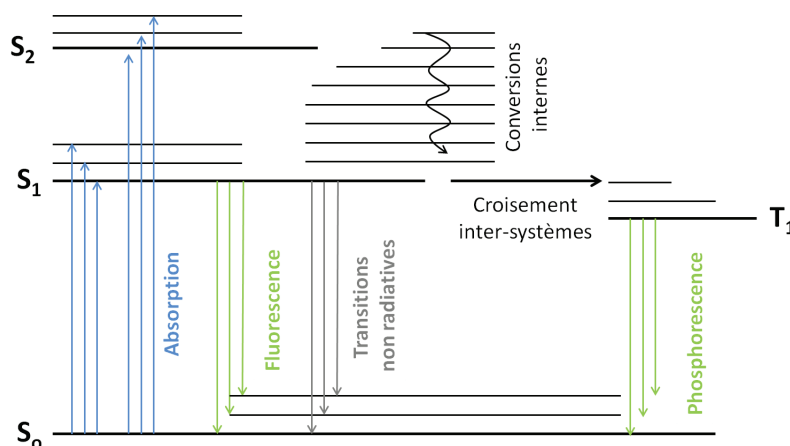 S2
Conversions
internes
S1
Croisement
inter-systèmes
T1
Absorption
Fluorescence
Transitions
non radiatives
Phosphorescence
S0